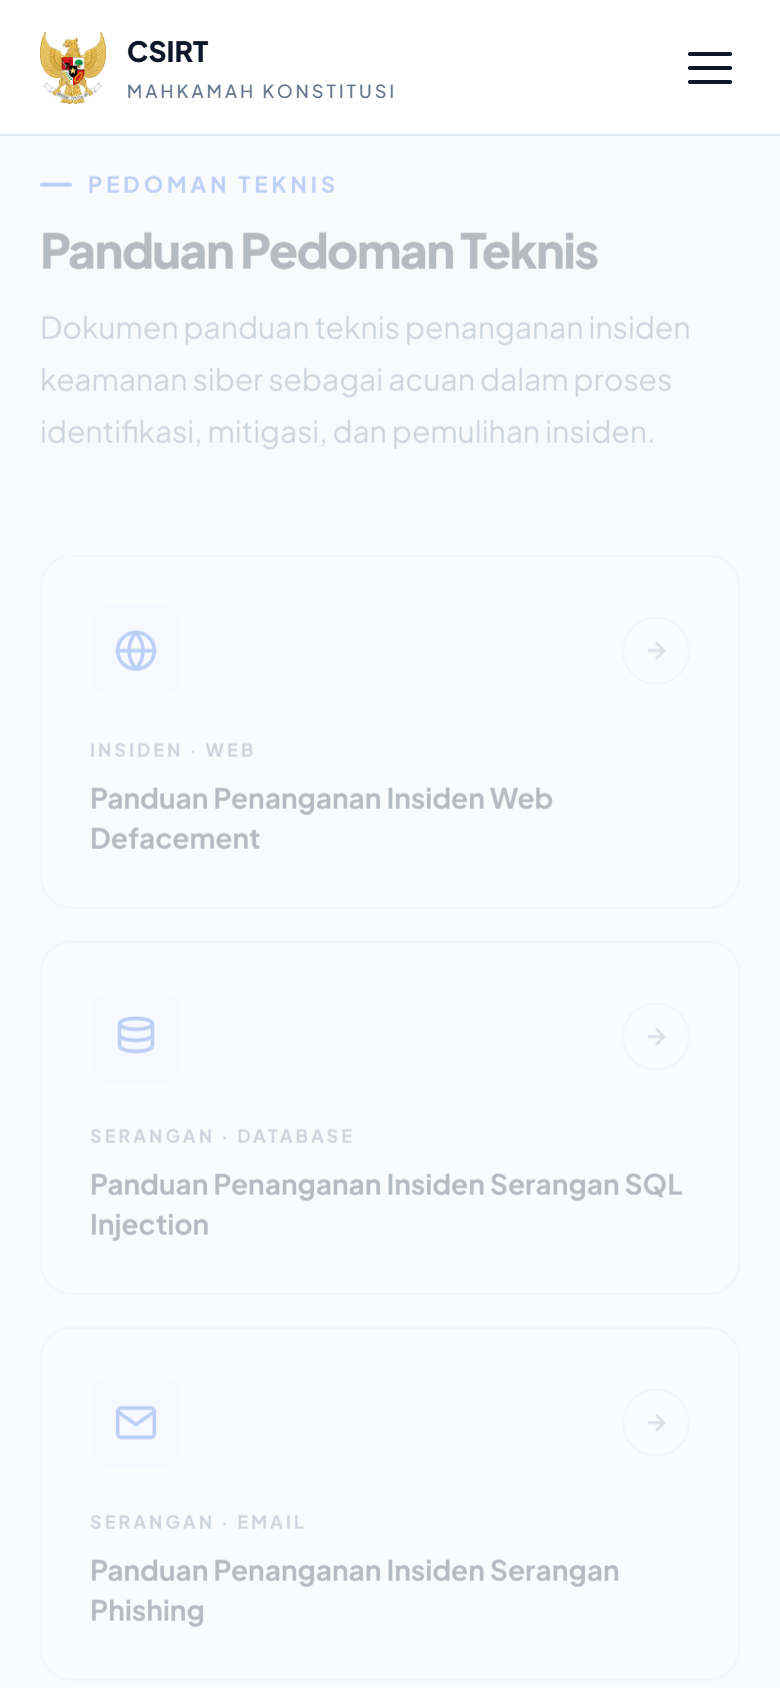 CSIRT
MAHKAMAH KONSTITUSI
PEDOMAN TEKNIS
Panduan Pedoman Teknis
Dokumen panduan teknis penanganan insiden
keamanan siber sebagai acuan dalam proses
identifikasi, mitigasi, dan pemulihan insiden.
INSIDEN · WEB
Panduan Penanganan Insiden Web
Defacement
SERANGAN · DATABASE
Panduan Penanganan Insiden Serangan SQL
Injection
SERANGAN · EMAIL
Panduan Penanganan Insiden Serangan
Phishing